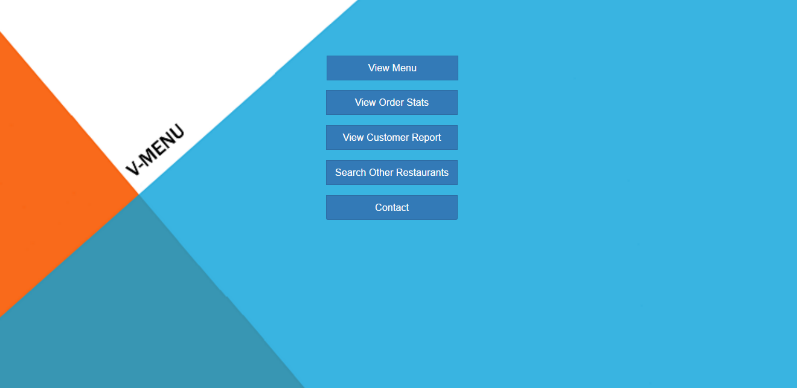 V-MENU
View Menu
View Order Stats
View Customer Report
Search Other Restaurants
Contact